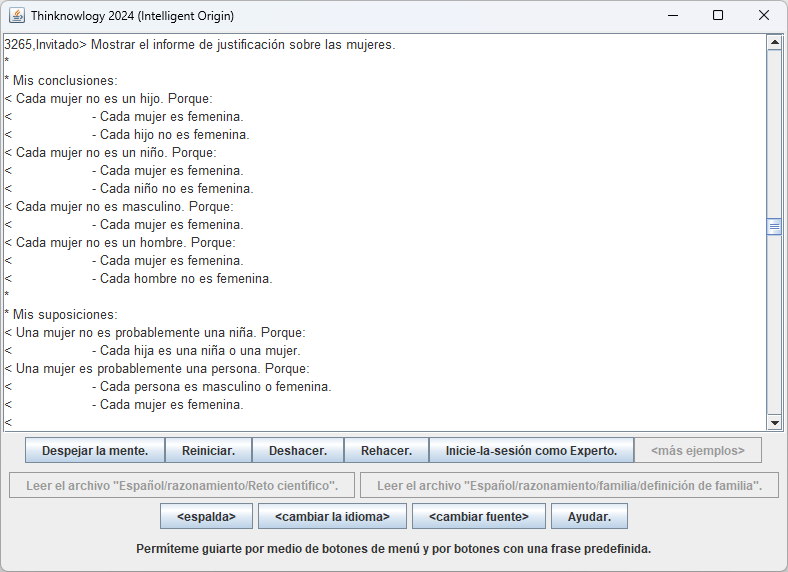 Thinknowlogy 2024 (Intelligent Origin)
3265,Invitado> Mostrar el informe de justificación sobre las mujeres.
*
* Mis conclusiones:
< Cada mujer no es un hijo. Porque:
< - Cada mujer es femenina.
< - Cada hijo no es femenina.
< Cada mujer no es un niño. Porque:
< - Cada mujer es femenina.
< - Cada niño no es femenina.
< Cada mujer no es masculino. Porque:
< - Cada mujer es femenina.
< Cada mujer no es un hombre. Porque:
< - Cada mujer es femenina.
< - Cada hombre no es femenina.
*
* Mis suposiciones:
< Una mujer no es probablemente una niña. Porque:
< - Cada hija es una niña o una mujer.
< Una mujer es probablemente una persona. Porque:
< - Cada persona es masculino o femenina.
< - Cada mujer es femenina.
<
Despejar la mente. Reiniciar. Deshacer. Rehacer. Inicie-la-sesión como Experto. <más ejemplos>
Leer el archivo "Español/razonamiento/Reto científico". Leer el archivo "Español/razonamiento/familia/definición de familia".
<espalda> <cambiar la idioma> <cambiar fuente> Ayudar.
Permíteme guiarte por medio de botones de menú y por botones con una frase predefinida.